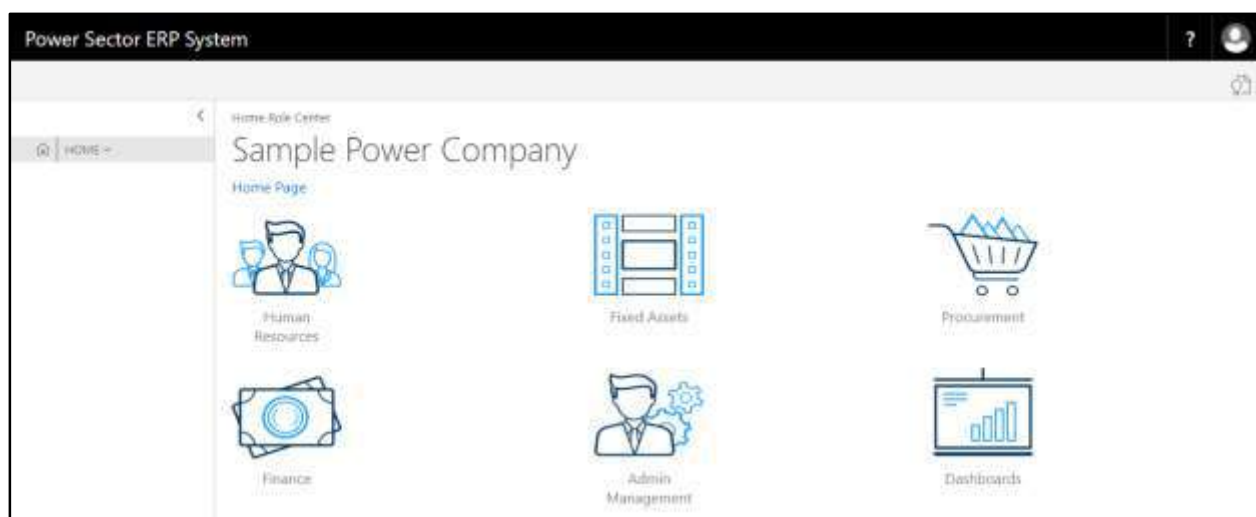 Power Sector ERP System
?
Home Role Center
HOME
Sample Power Company
Home Page
Human
Resources
Fixed Assets
Procurement
Finance
Admin
Management
Dashboards